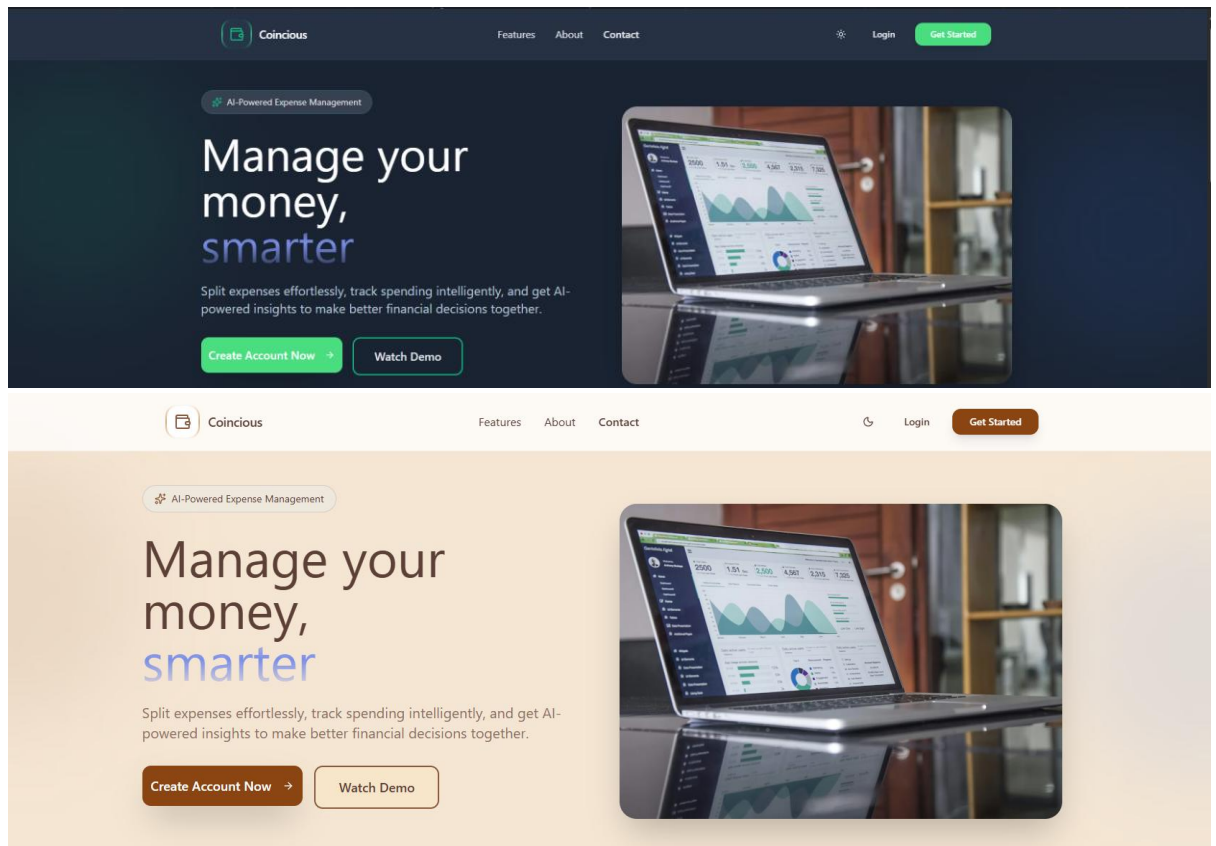 Coincious
Features About Contact
Login Get Started
AI-Powered Expense Management
Manage your
money,
smarter
Split expenses effortlessly, track spending intelligently, and get AI-
powered insights to make better financial decisions together.
Create Account Now → Watch Demo
2500 1.51 2,500 4,567 2,315 7,325
Coincious
Features About Contact
Login Get Started
AI-Powered Expense Management
Manage your
money,
smarter
Split expenses effortlessly, track spending intelligently, and get AI-
powered insights to make better financial decisions together.
Create Account Now → Watch Demo
2500 1.51 2,500 4,567 2,315 7,325